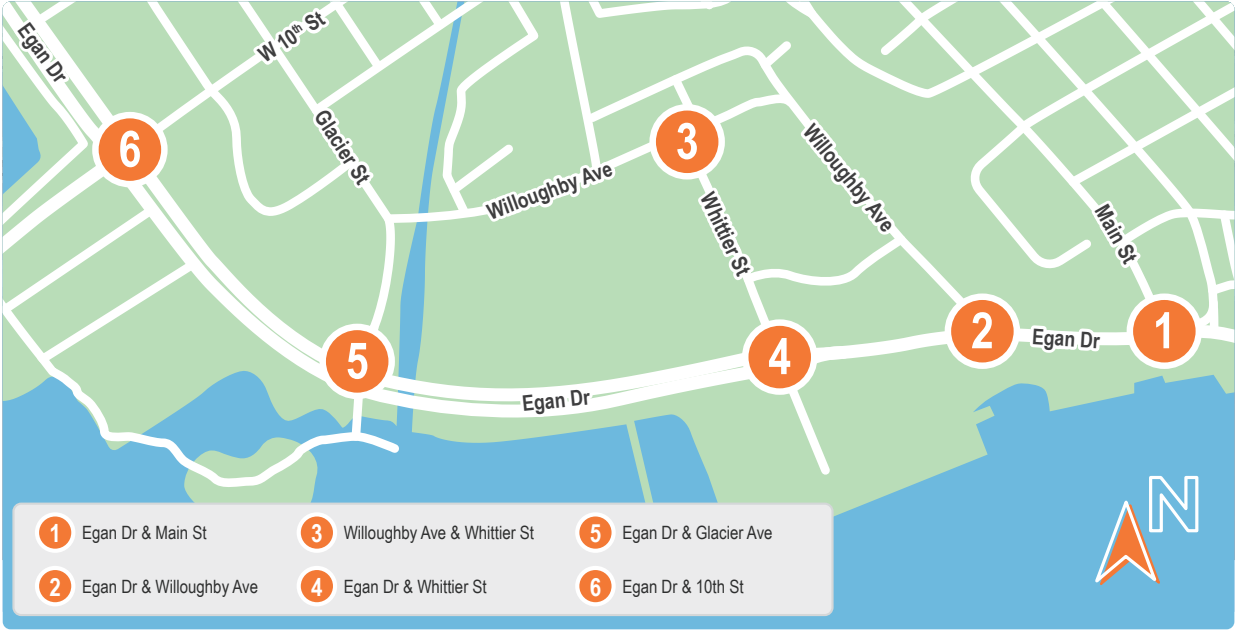 Egan Dr
W 10th St
Glacier St
6
3
Willoughby Ave
Willoughby Ave
Whittier St
Main St
5
4
2
Egan Dr
1
Egan Dr
N
1 Egan Dr & Main St
3 Willoughby Ave & Whittier St
5 Egan Dr & Glacier Ave
2 Egan Dr & Willoughby Ave
4 Egan Dr & Whittier St
6 Egan Dr & 10th St